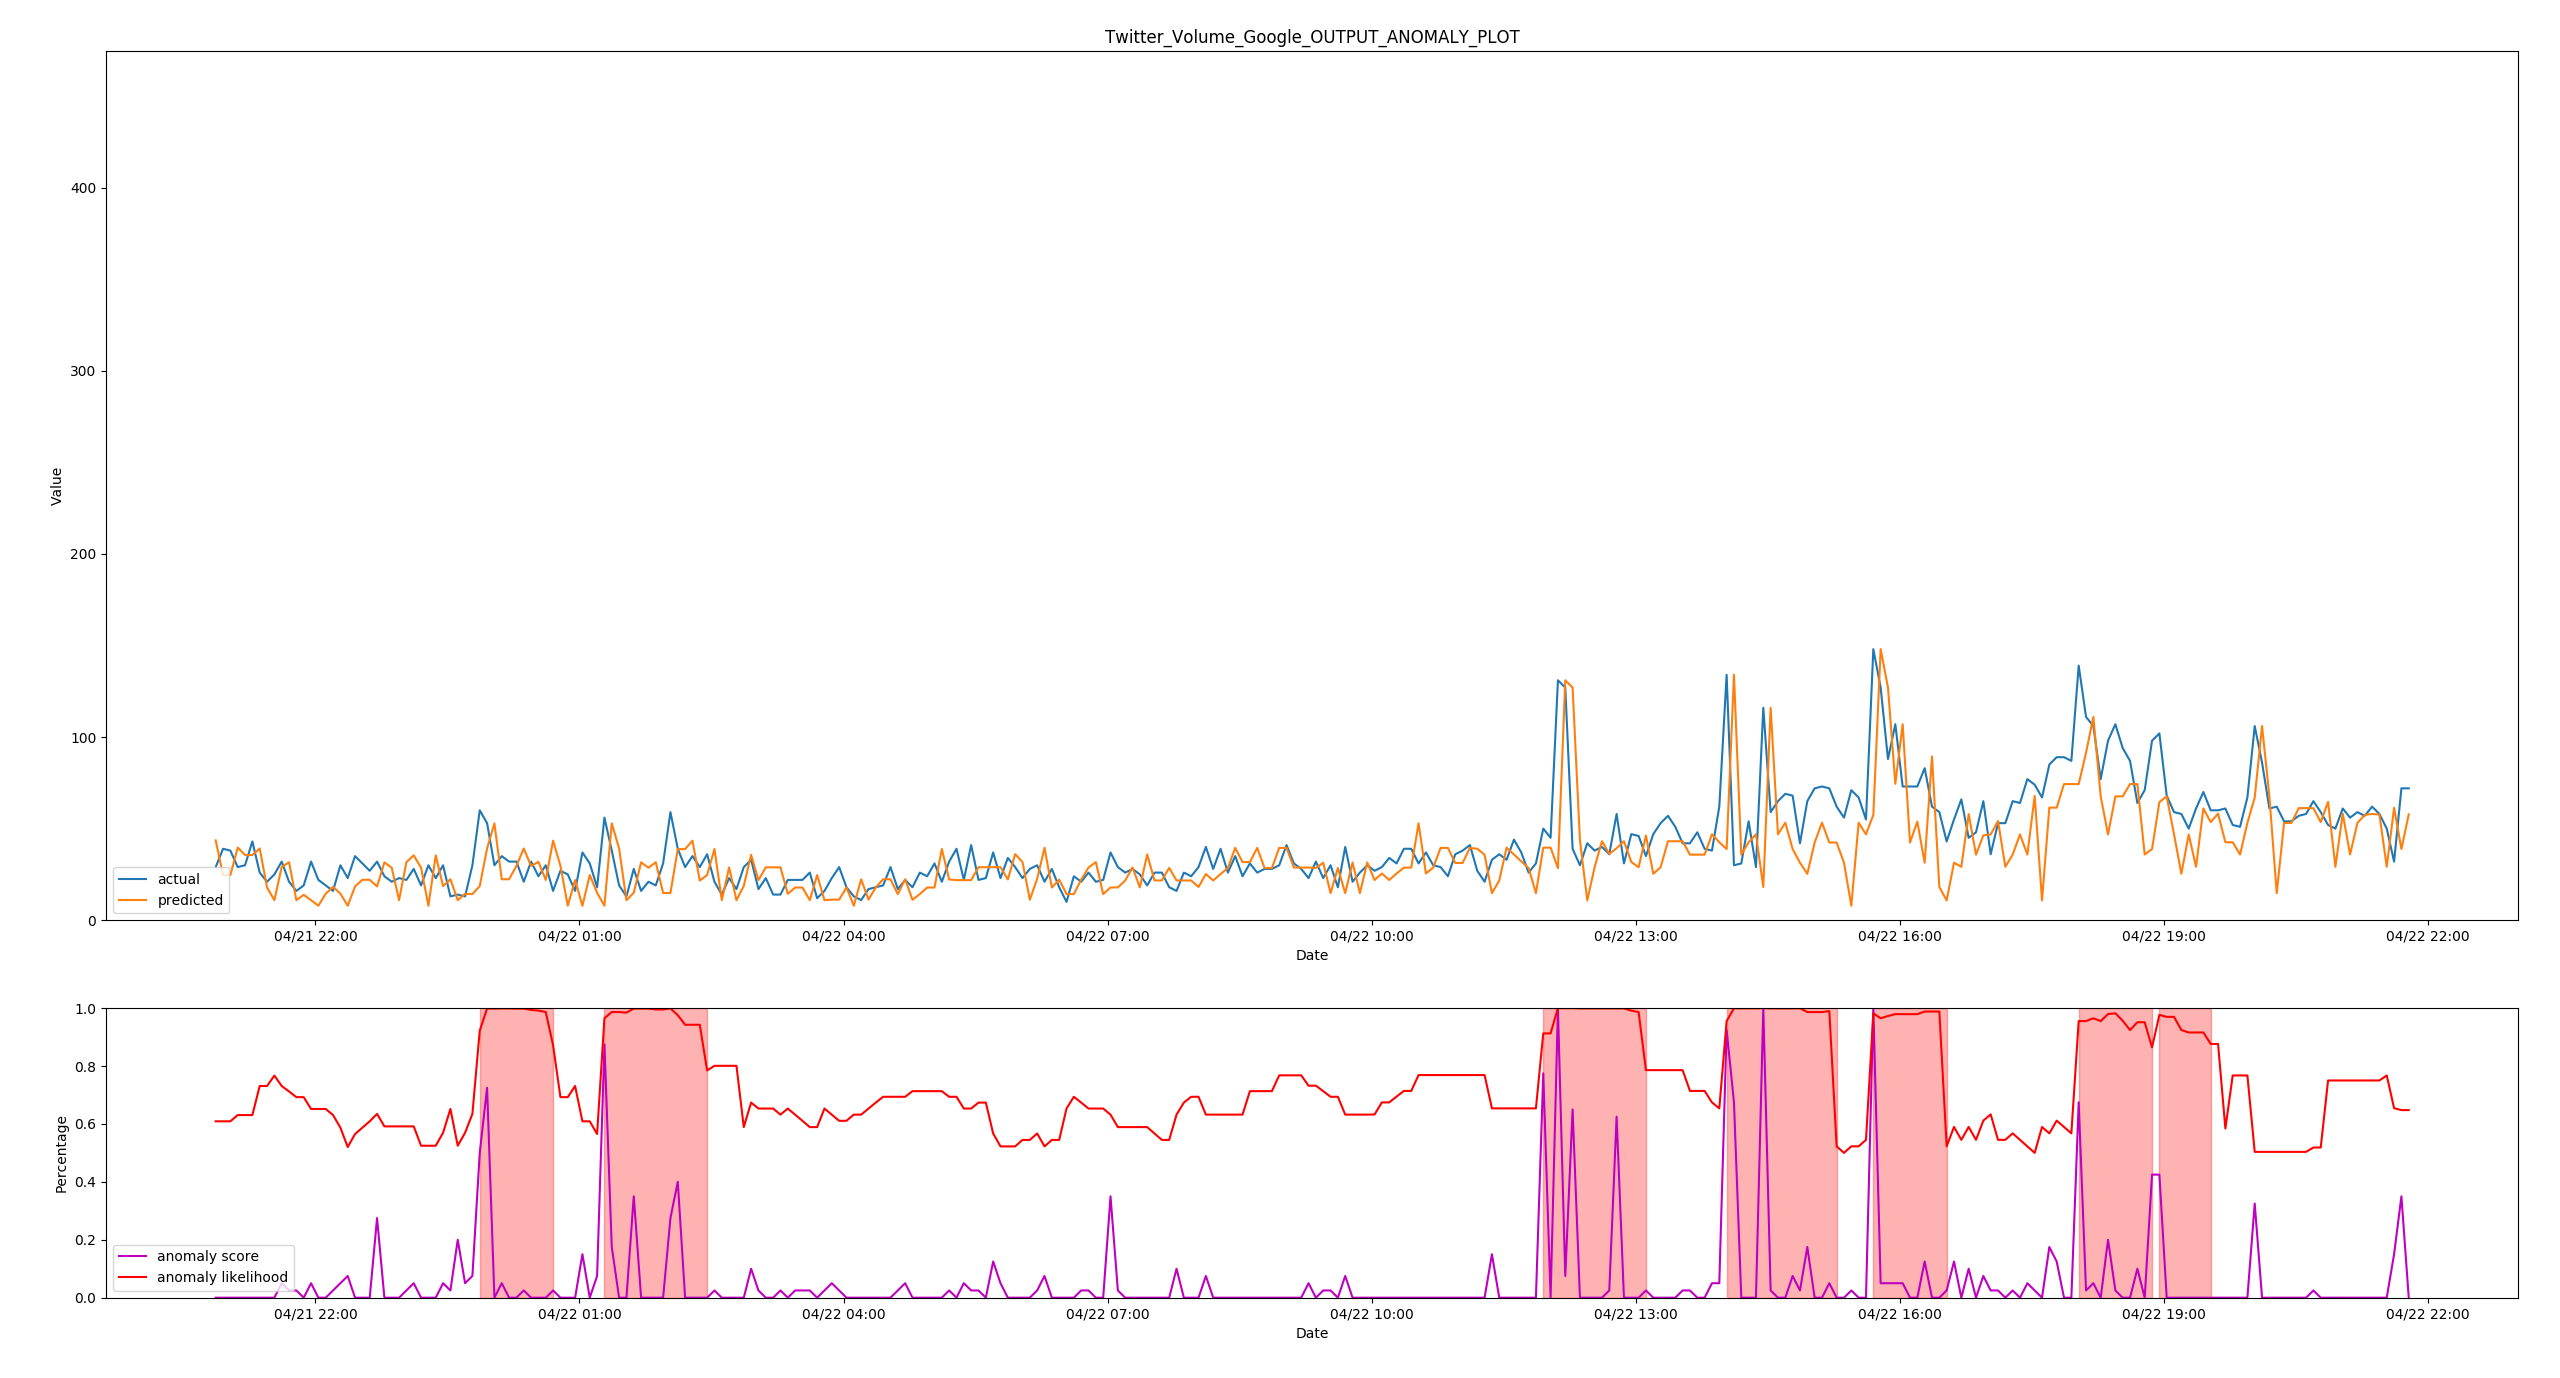 Twitter_Volume_Google_OUTPUT_ANOMALY_PLOT
400
300
200
100
0
Value
actual
predicted
04/21 22:00 04/22 01:00 04/22 04:00 04/22 07:00 04/22 10:00 04/22 13:00 04/22 16:00 04/22 19:00 04/22 22:00
Date
1.0
0.8
0.6
0.4
0.2
0.0
Percentage
anomaly score
anomaly likelihood
04/21 22:00 04/22 01:00 04/22 04:00 04/22 07:00 04/22 10:00 04/22 13:00 04/22 16:00 04/22 19:00 04/22 22:00
Date